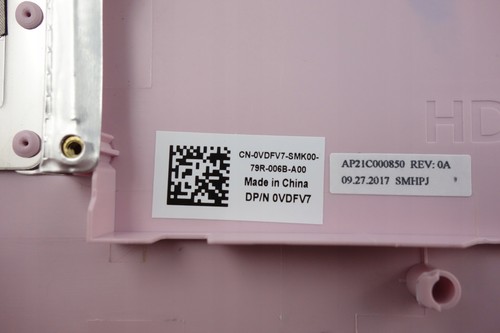 HD
CN-0VDFV7-SMK00-
79R-006B-A00
Made in China
DP/N 0VDFV7
AP21C000850 REV: 0A
09.27.2017 SMHPJ